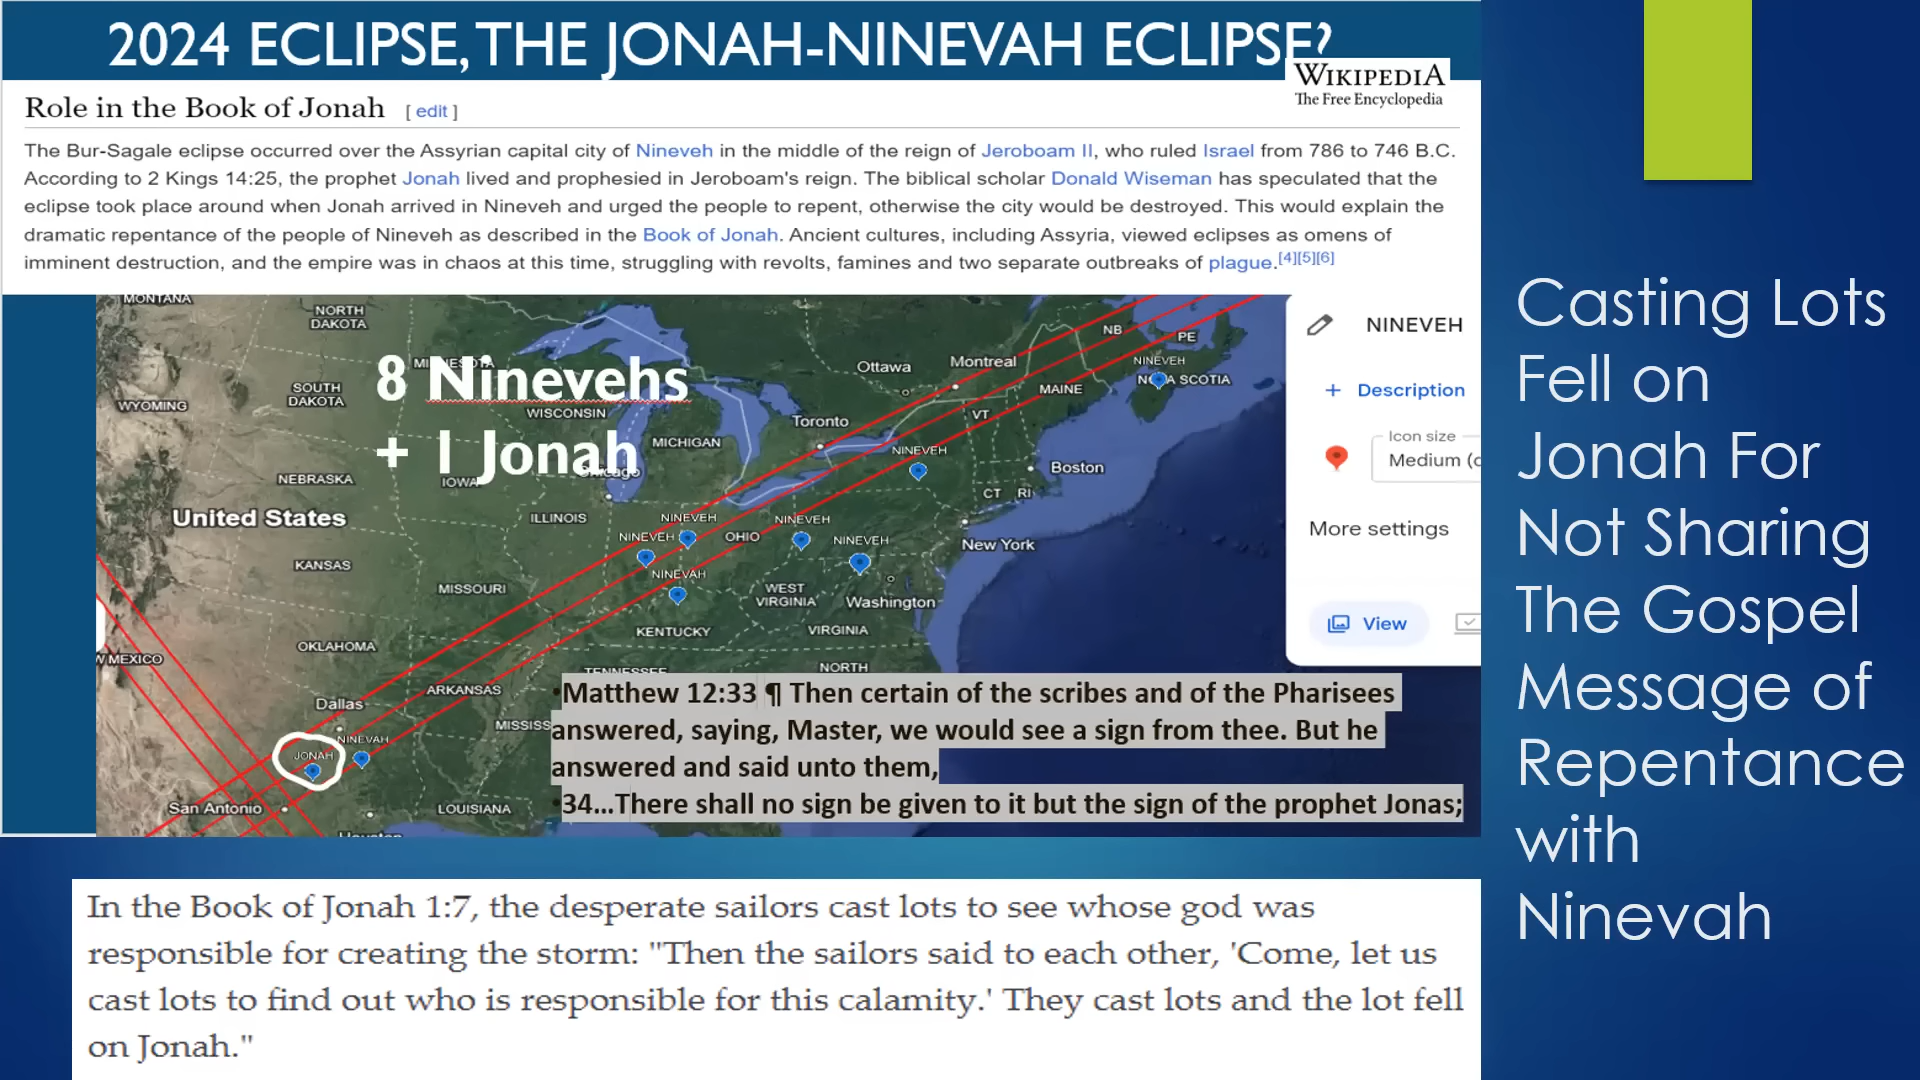 2024 ECLIPSE, THE JONAH-NINEVAH ECLIPSE?
WIKIPEDIA
The Free Encyclopedia
Role in the Book of Jonah [ edit ]
The Bur-Sagale eclipse occurred over the Assyrian capital city of Nineveh in the middle of the reign of Jeroboam II, who ruled Israel from 786 to 746 B.C.
According to 2 Kings 14:25, the prophet Jonah lived and prophesied in Jeroboam's reign. The biblical scholar Donald Wiseman has speculated that the
eclipse took place around when Jonah arrived in Nineveh and urged the people to repent, otherwise the city would be destroyed. This would explain the
dramatic repentance of the people of Nineveh as described in the Book of Jonah. Ancient cultures, including Assyria, viewed eclipses as omens of
imminent destruction, and the empire was in chaos at this time, struggling with revolts, famines and two separate outbreaks of plague.[4][5][6]
MONTANA
NORTH
DAKOTA
MINNESOTA
8 Ninevehs
+ 1 Jonah
SOUTH
DAKOTA
WYOMING
WISCONSIN
MICHIGAN
Chicago
NEBRASKA
IOWA
United States
ILLINOIS
Ottawa
Montreal
Toronto
NB
PE
NINEVEH
NOVA SCOTIA
MAINE
VT
NINEVEH
Boston
CT
RI
NINEVEH
NINEVEH
NINEVEH
OHIO
NINEVEH
New York
KANSAS
NINEVAH
MISSOURI
WEST
VIRGINIA
Washington
KENTUCKY
VIRGINIA
OKLAHOMA
W MEXICO
TENNESSEE
NORTH
ARKANSAS
Dallas
MISSISS
NINEVAH
JONAH
San Antonio
LOUISIANA
Houston
NINEVEH
+ Description
Icon size
Medium (d
More settings
View
•Matthew 12:33 ¶ Then certain of the scribes and of the Pharisees
answered, saying, Master, we would see a sign from thee. But he
answered and said unto them,
•34…There shall no sign be given to it but the sign of the prophet Jonas;
In the Book of Jonah 1:7, the desperate sailors cast lots to see whose god was
responsible for creating the storm: "Then the sailors said to each other, 'Come, let us
cast lots to find out who is responsible for this calamity.' They cast lots and the lot fell
on Jonah."
Casting Lots
Fell on
Jonah For
Not Sharing
The Gospel
Message of
Repentance
with
Ninevah